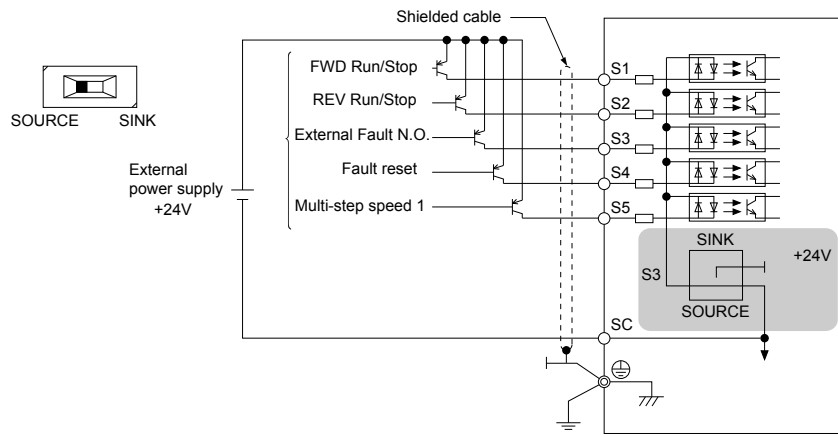 Shielded cable
SOURCE SINK
External
power supply
+24V
FWD Run/Stop
REV Run/Stop
External Fault N.O.
Fault reset
Multi-step speed 1
S1
S2
S3
S4
S5
SINK
+24V
S3
SOURCE
SC